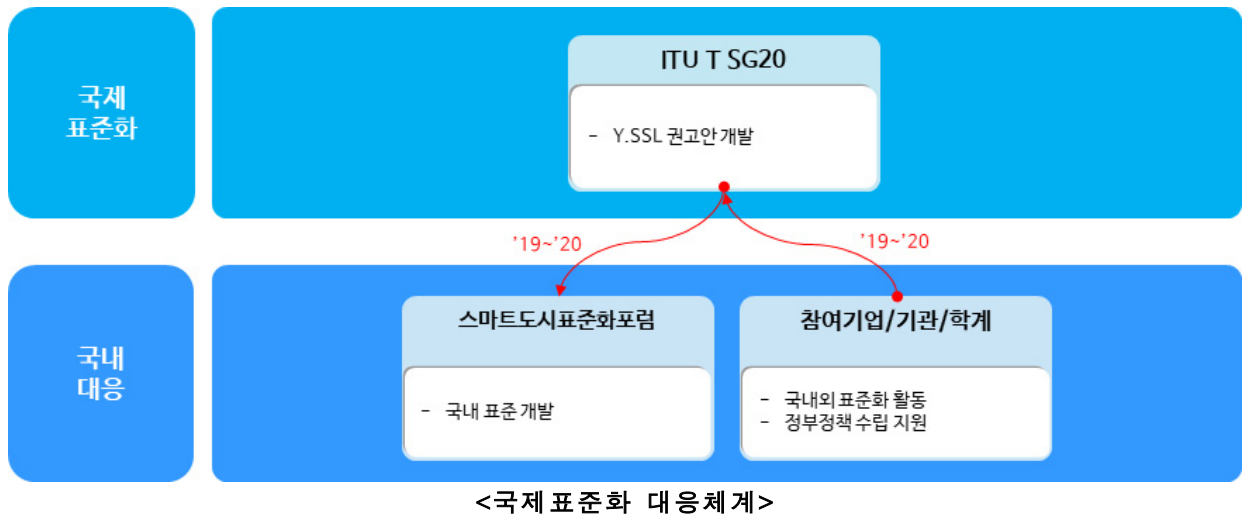 국제
표준화
ITU T SG20
- Y.SSL 권고안 개발
'19~'20
'19~'20
국내
대응
스마트도시표준화포럼
- 국내 표준 개발
참여기업/기관/학계
- 국내외 표준화 활동
- 정부정책 수립 지원
<국제표준화 대응체계>